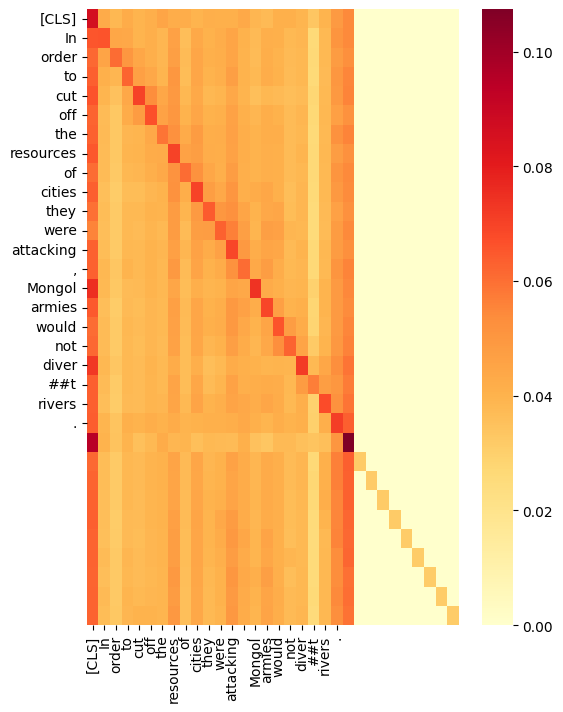 [CLS]
In
order
to
cut
off
the
resources
of
cities
they
were
attacking
,
Mongol
armies
would
not
diver
##t
rivers
.
[CLS]
In
order
to
cut
off
the
resources
of
cities
they
were
attacking
,
Mongol
armies
would
not
diver
##t
rivers
.
0.10
0.08
0.06
0.04
0.02
0.00